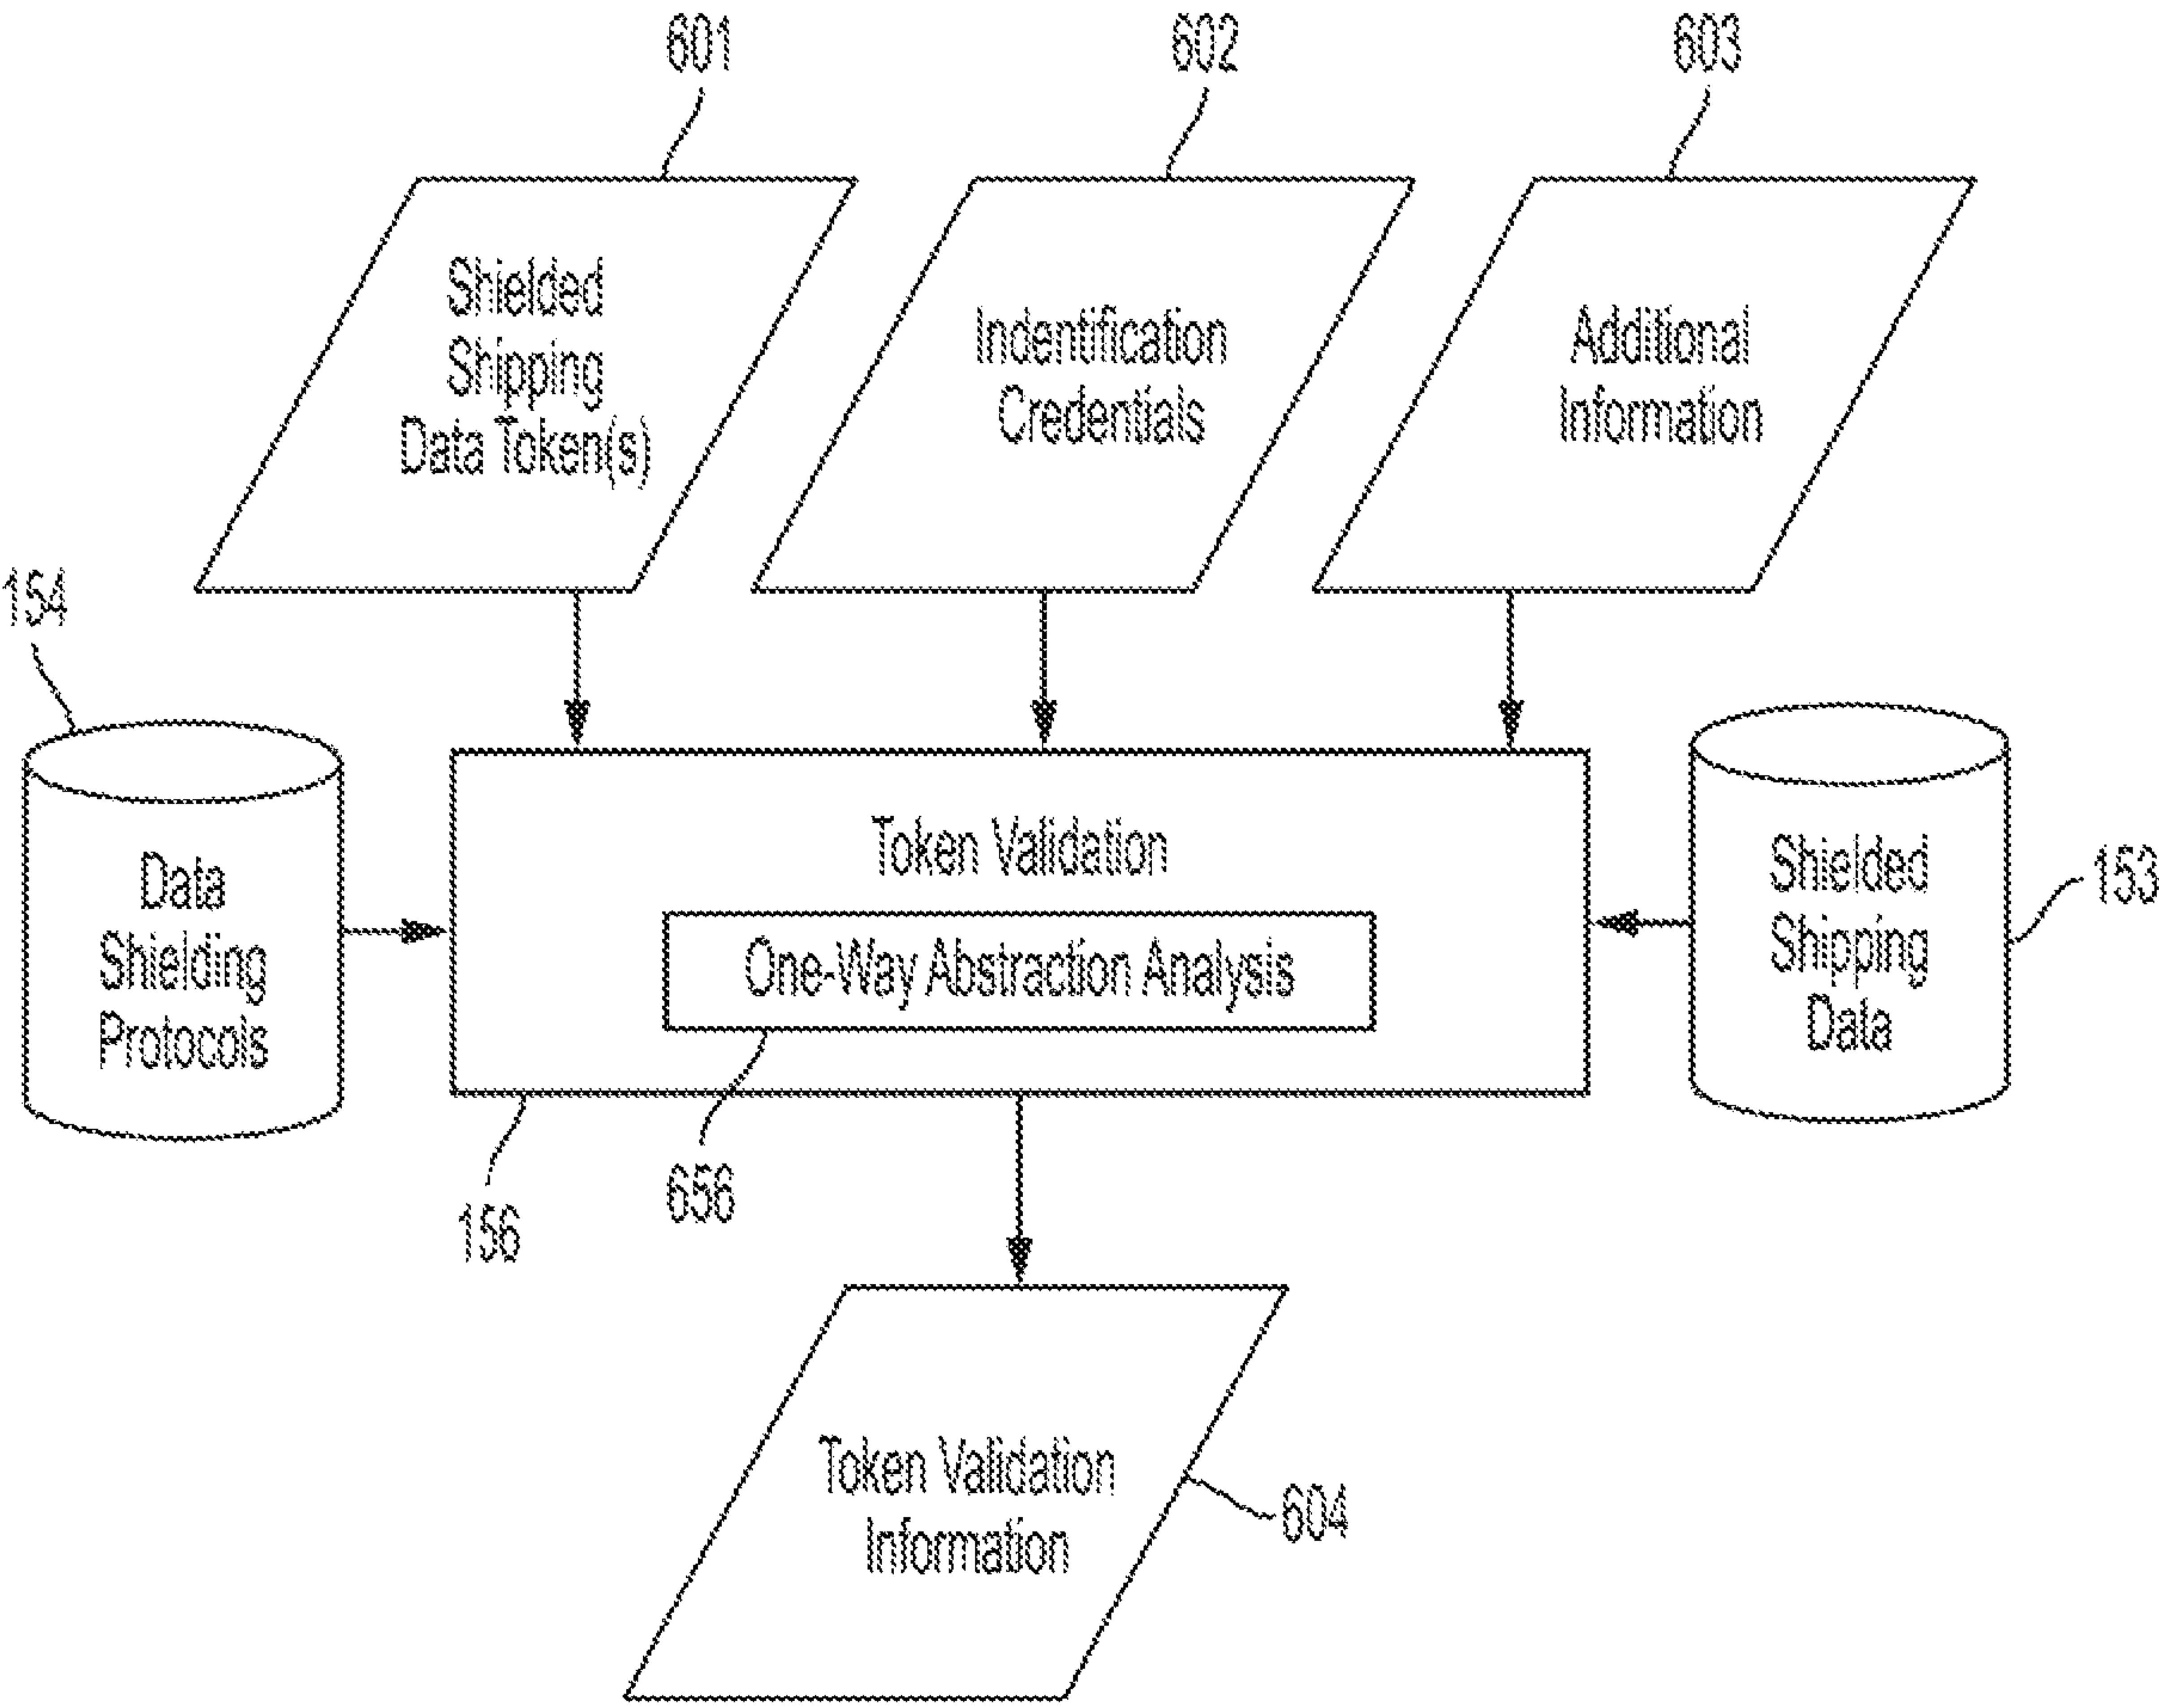 601
602
603
Shielded
Shipping
Data Token(s)
Indentification
Credentials
Additional
Information
154
Data
Shielding
Protocols
Token Validation
One-Way Abstraction Analysis
Shielded
Shipping
Data
153
658
156
Token Validation
Information
604